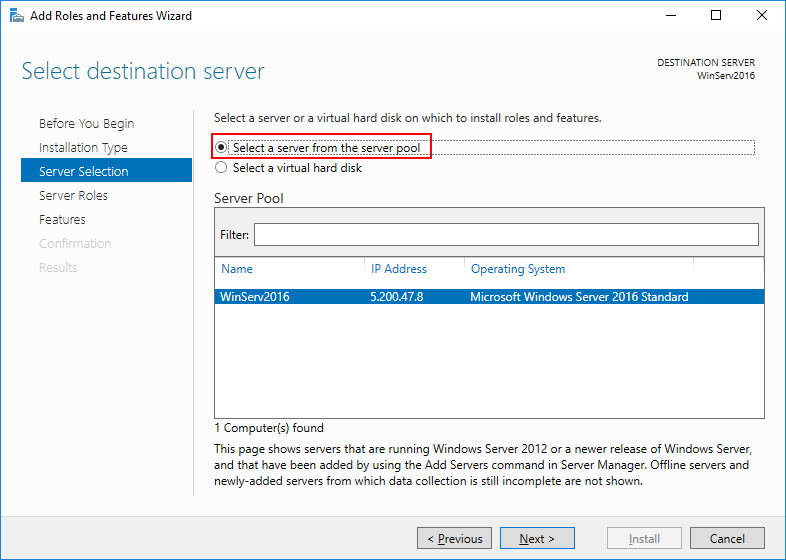 Add Roles and Features Wizard
Select destination server
DESTINATION SERVER
WinServ2016
Before You Begin
Installation Type
Server Selection
Server Roles
Features
Confirmation
Results
Select a server or a virtual hard disk on which to install roles and features.
Select a server from the server pool
Select a virtual hard disk
Server Pool
Filter:
Name IP Address Operating System
WinServ2016 5.200.47.8 Microsoft Windows Server 2016 Standard
1 Computer(s) found
This page shows servers that are running Windows Server 2012 or a newer release of Windows Server,
and that have been added by using the Add Servers command in Server Manager. Offline servers and
newly-added servers from which data collection is still incomplete are not shown.
< Previous Next > Install Cancel